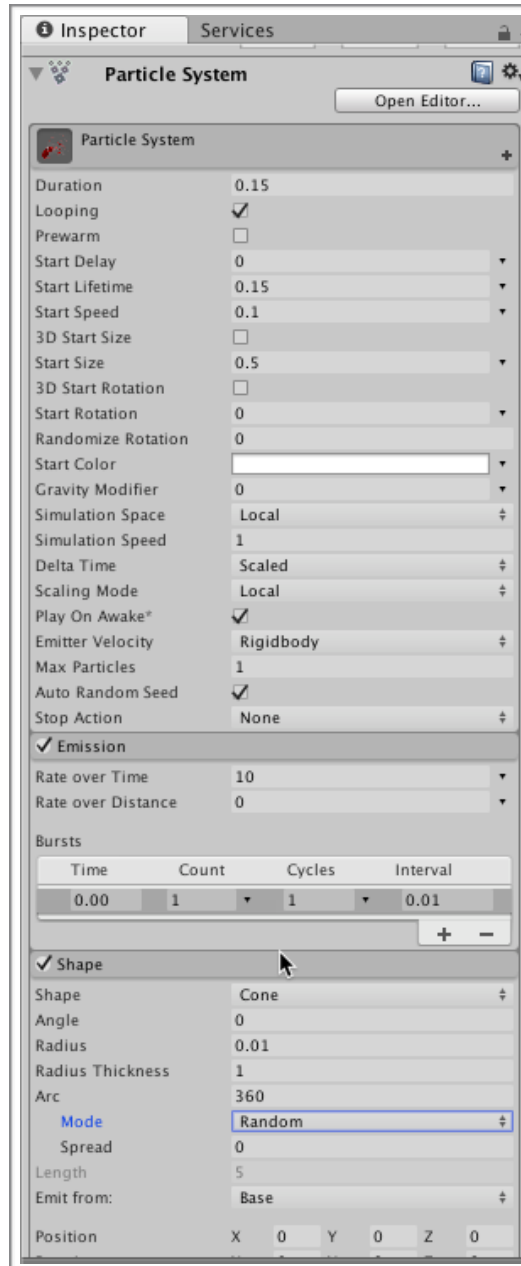 Inspector Services
Particle System
Open Editor...
Particle System
+
Duration 0.15
Looping
Prewarm
Start Delay 0
Start Lifetime 0.15
Start Speed 0.1
3D Start Size
Start Size 0.5
3D Start Rotation
Start Rotation 0
Randomize Rotation 0
Start Color
Gravity Modifier 0
Simulation Space Local
Simulation Speed 1
Delta Time Scaled
Scaling Mode Local
Play On Awake*
Emitter Velocity Rigidbody
Max Particles 1
Auto Random Seed
Stop Action None
Emission
Rate over Time 10
Rate over Distance 0
Bursts
Time Count Cycles Interval
0.00 1 1 0.01
+ −
Shape
Shape Cone
Angle 0
Radius 0.01
Radius Thickness 1
Arc 360
Mode Random
Spread 0
Length 5
Emit from: Base
Position X 0 Y 0 Z 0